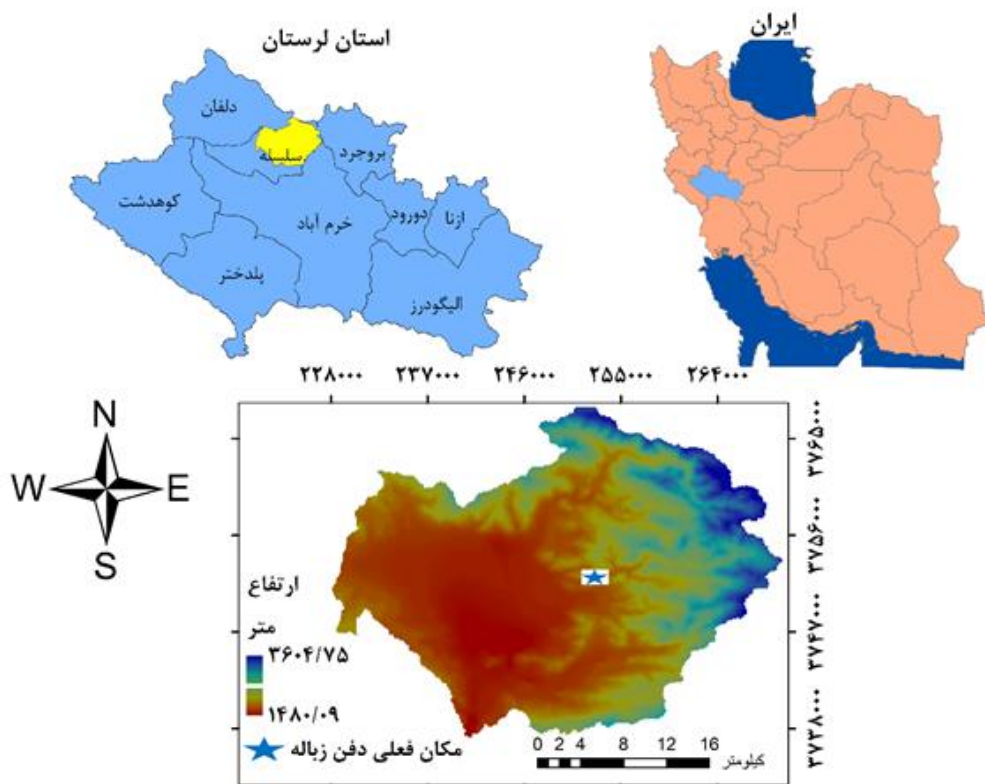 ایران
استان لرستان
دلفان
سلسله
بروجرد
کوهدشت
خرم آباد
دورود
ازنا
پلدختر
الیگودرز
۲۲۸۰۰۰ ۲۳۷۰۰۰ ۲۴۶۰۰۰ ۲۵۵۰۰۰ ۲۶۴۰۰۰
۳۷۶۵۰۰۰
۳۷۵۶۰۰۰
۳۷۴۷۰۰۰
۳۷۳۸۰۰۰
N
W E
S
ارتفاع
متر
۳۶۰۴/۷۵
۱۴۸۰/۰۹
مکان فعلی دفن زباله
0 2 4 8 12 16
کیلومتر